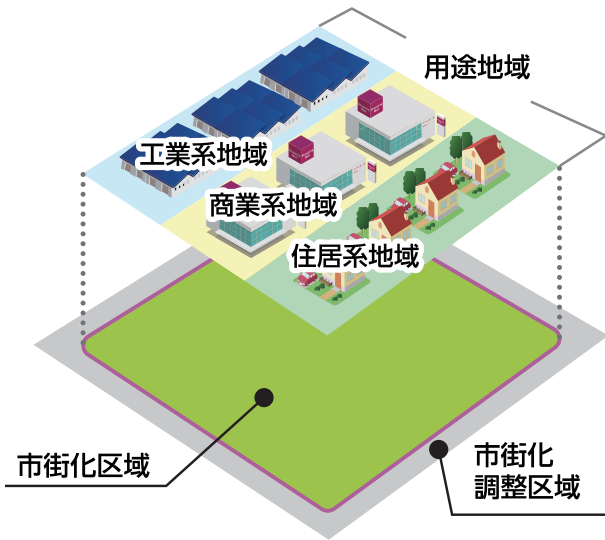 用途地域
工業系地域
商業系地域
住居系地域
市街化区域
市街化
調整区域